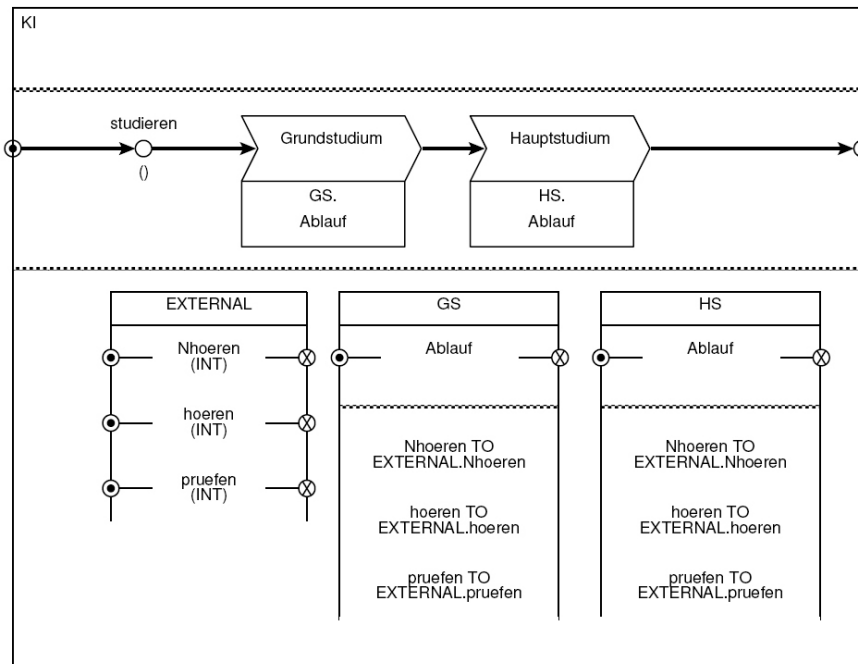 KI
studieren
()
Grundstudium
GS.
Ablauf
Hauptstudium
HS.
Ablauf
EXTERNAL
Nhoeren
(INT)
hoeren
(INT)
pruefen
(INT)
GS
Ablauf
Nhoeren TO
EXTERNAL.Nhoeren
hoeren TO
EXTERNAL.hoeren
pruefen TO
EXTERNAL.pruefen
HS
Ablauf
Nhoeren TO
EXTERNAL.Nhoeren
hoeren TO
EXTERNAL.hoeren
pruefen TO
EXTERNAL.pruefen